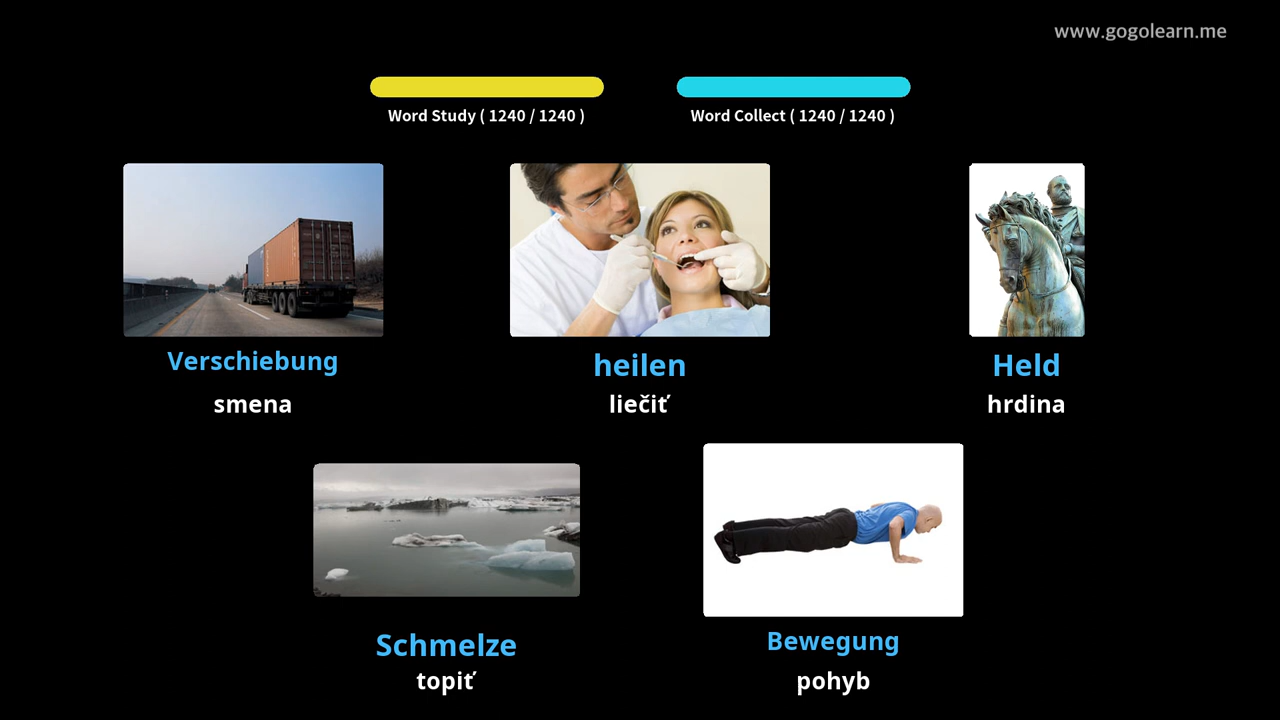 www.gogolearn.me
Word Study ( 1240 / 1240 )
Word Collect ( 1240 / 1240 )
Verschiebung
smena
heilen
liečiť
Held
hrdina
Schmelze
topiť
Bewegung
pohyb